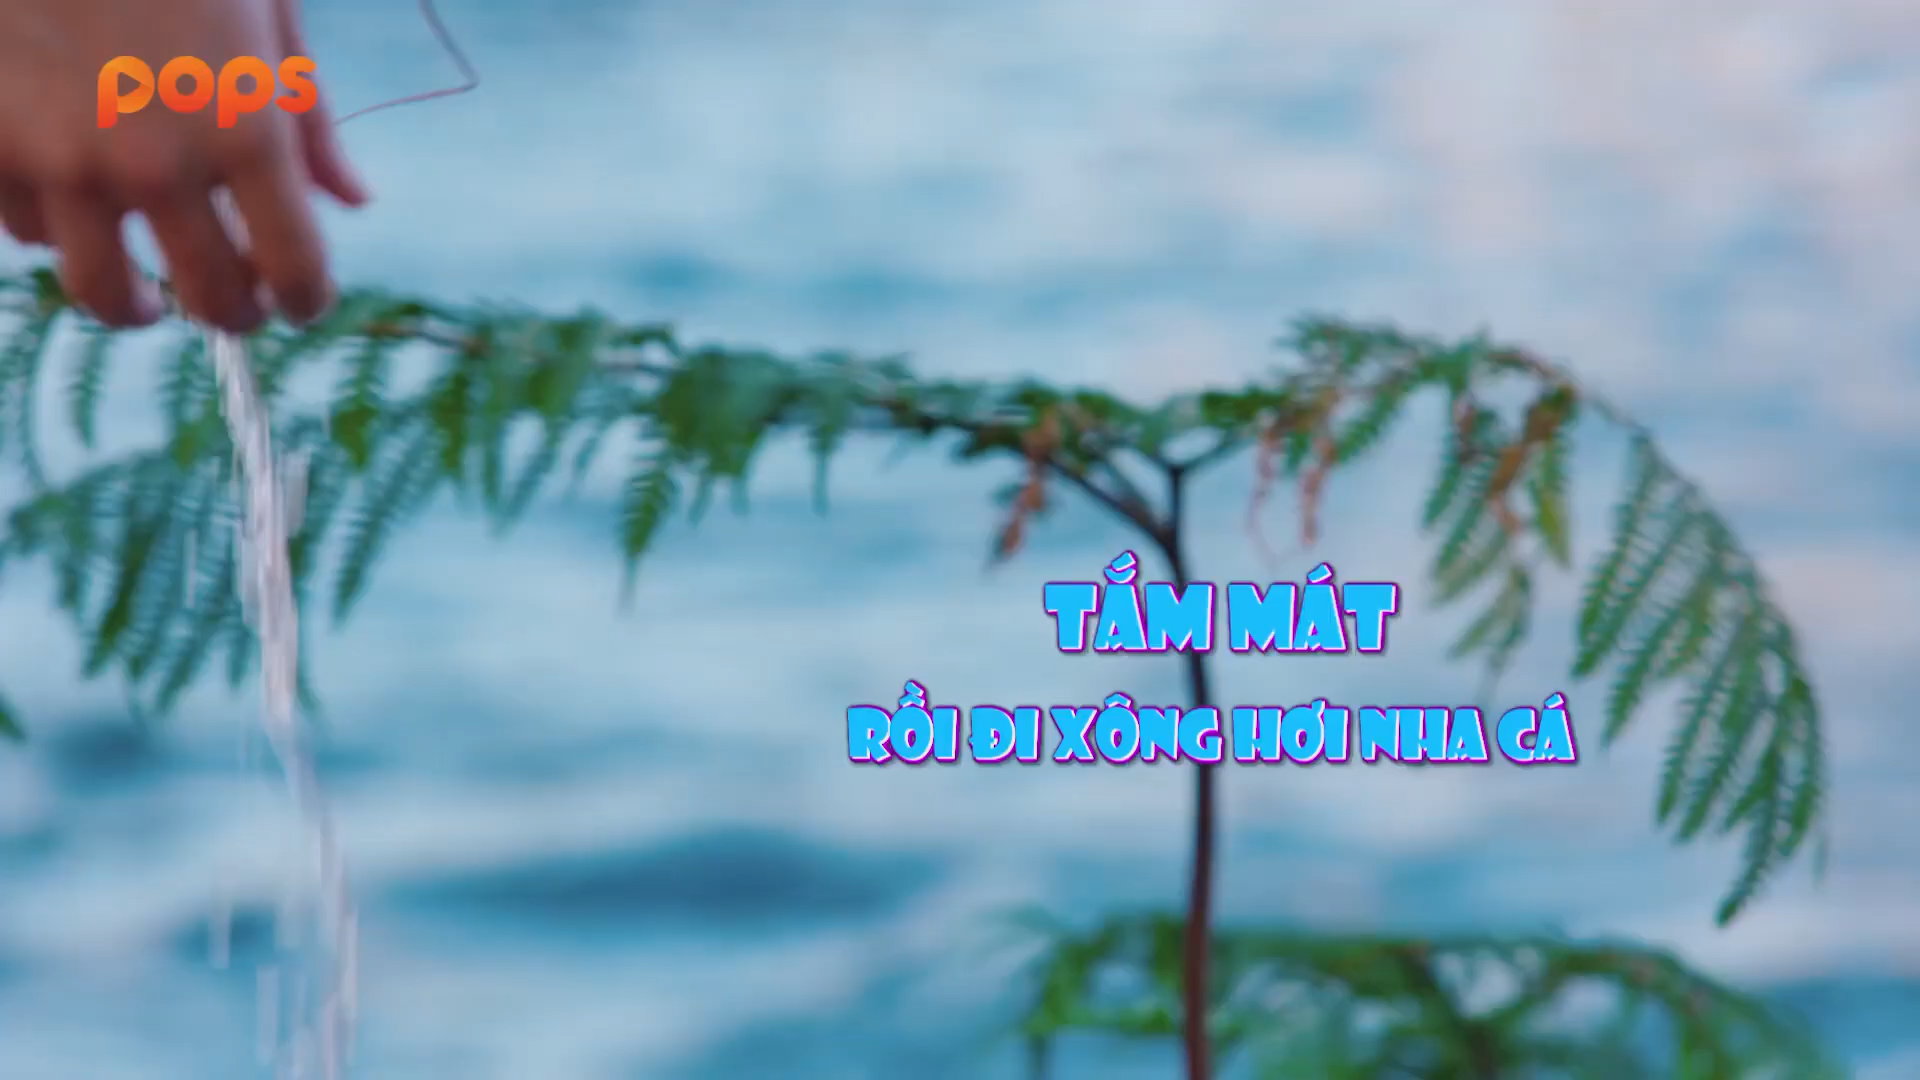 pops
TẮM MÁT
RỒI ĐI XÔNG HƠI NHA CÁ